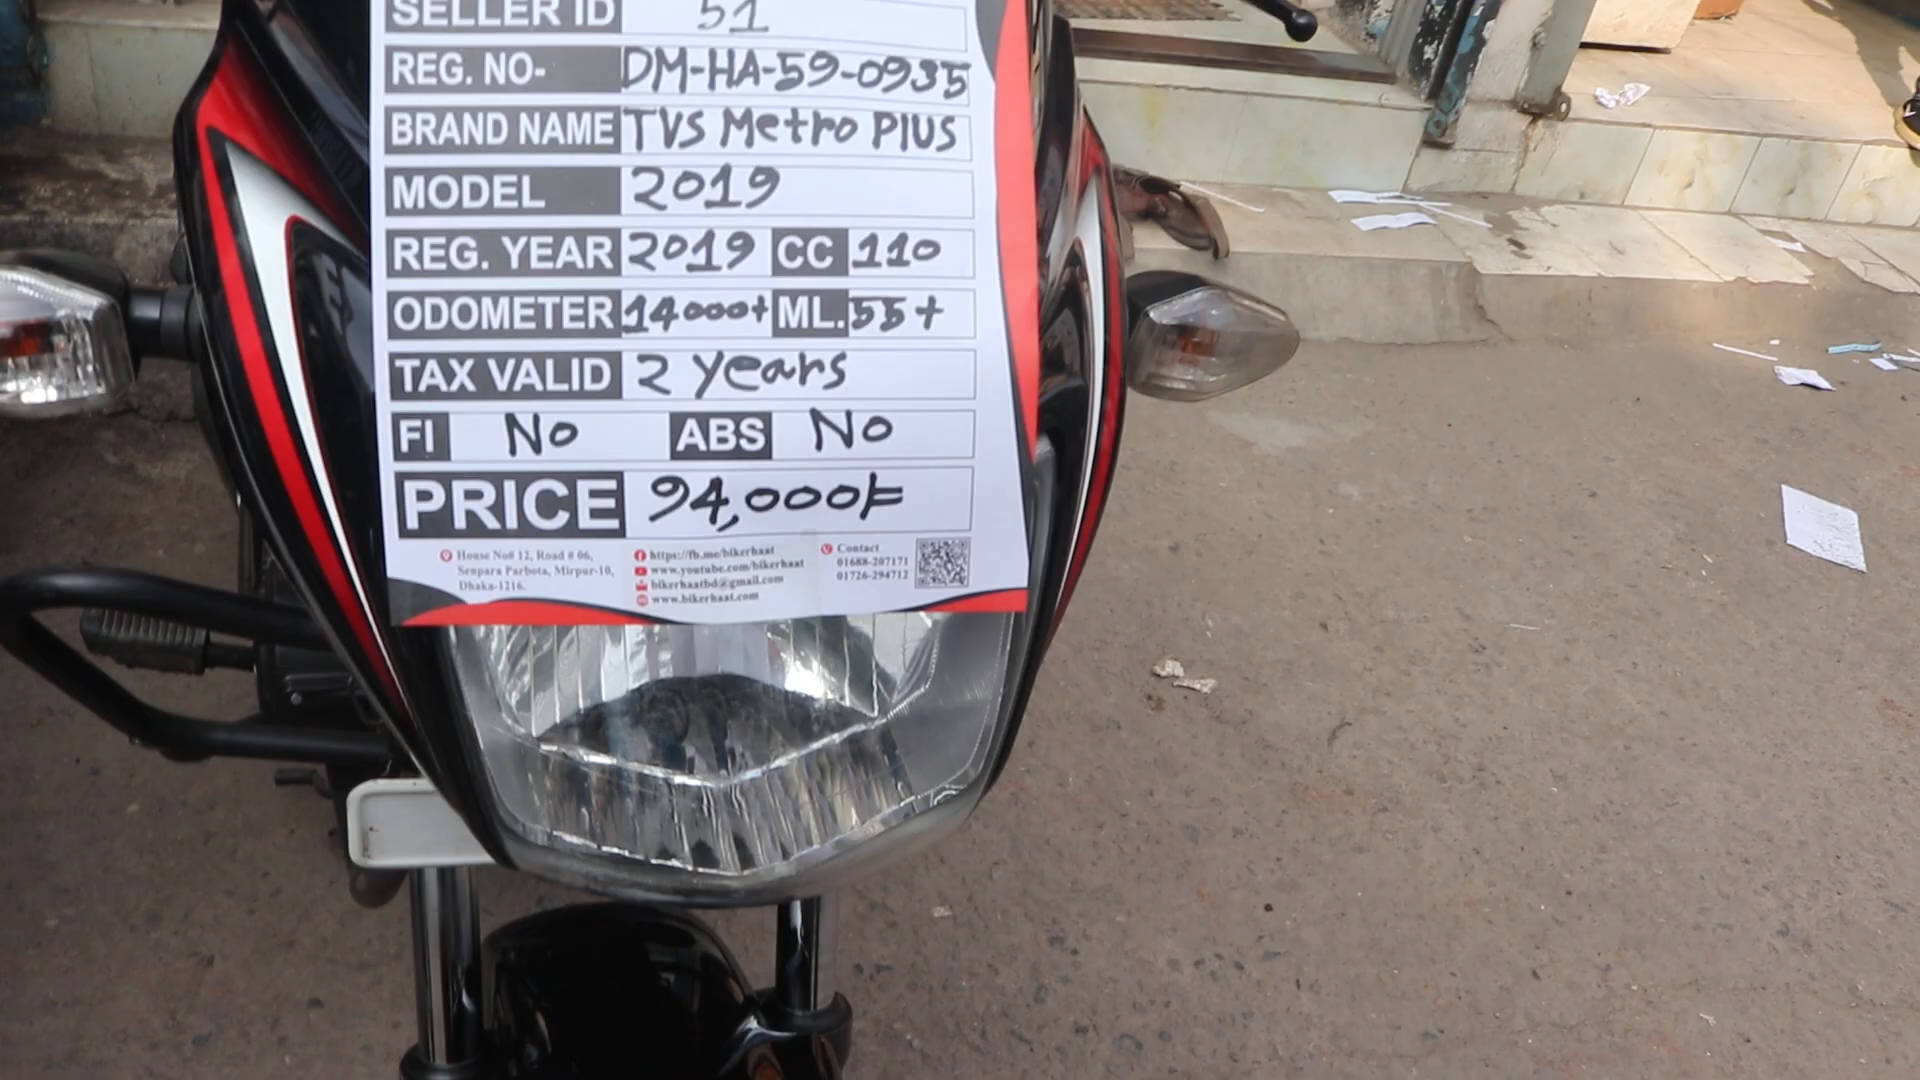 SELLER ID 51
REG. NO- DM-HA-59-0935
BRAND NAME TVS Metro Plus
MODEL 2019
REG. YEAR 2019 CC 110
ODOMETER 14000+ ML. 55+
TAX VALID 2 years
FI No ABS No
PRICE 94,000/=
House No# 12, Road # 06,
Senpara Parbota, Mirpur-10,
Dhaka-1216.
https://fb.me/bikerhaat
www.youtube.com/bikerhaat
bikerhaatbd@gmail.com
www.bikerhaat.com
Contact
01688-207171
01726-294712